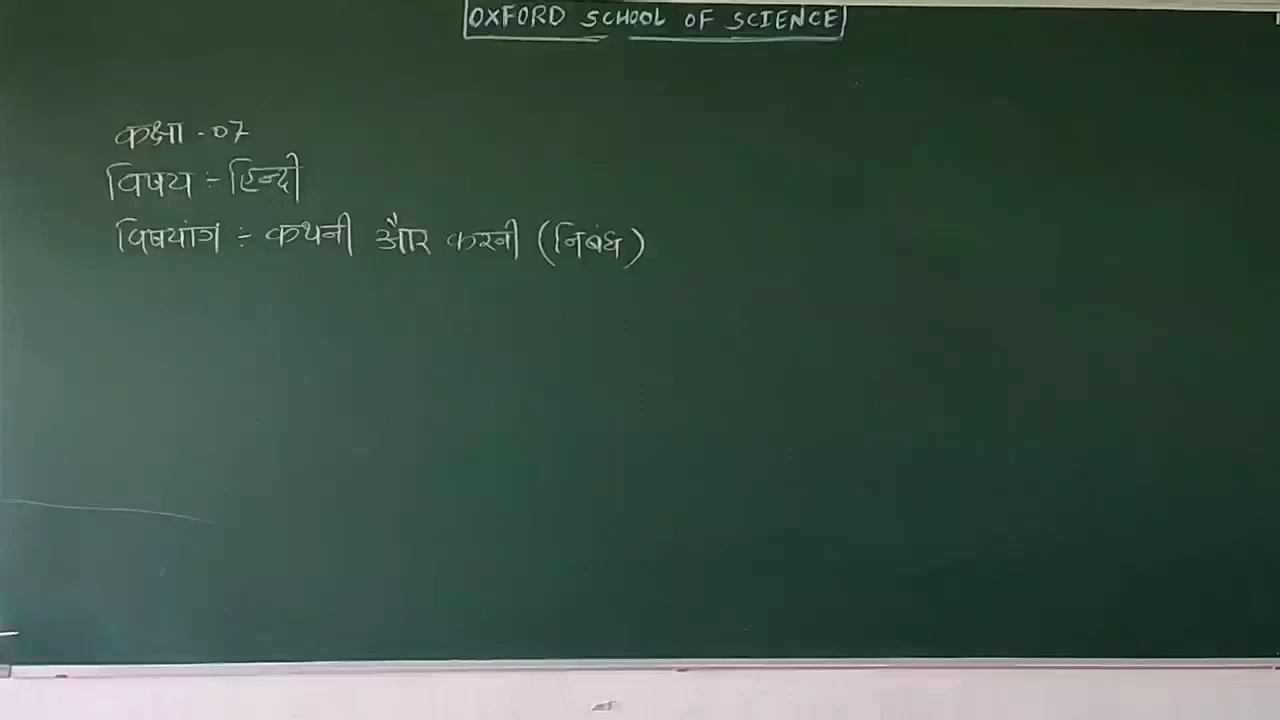 OXFORD SCHOOL OF SCIENCE
कक्षा - 07
विषय :- हिन्दी
विषयांग :- कथनी और करनी (निबंध)